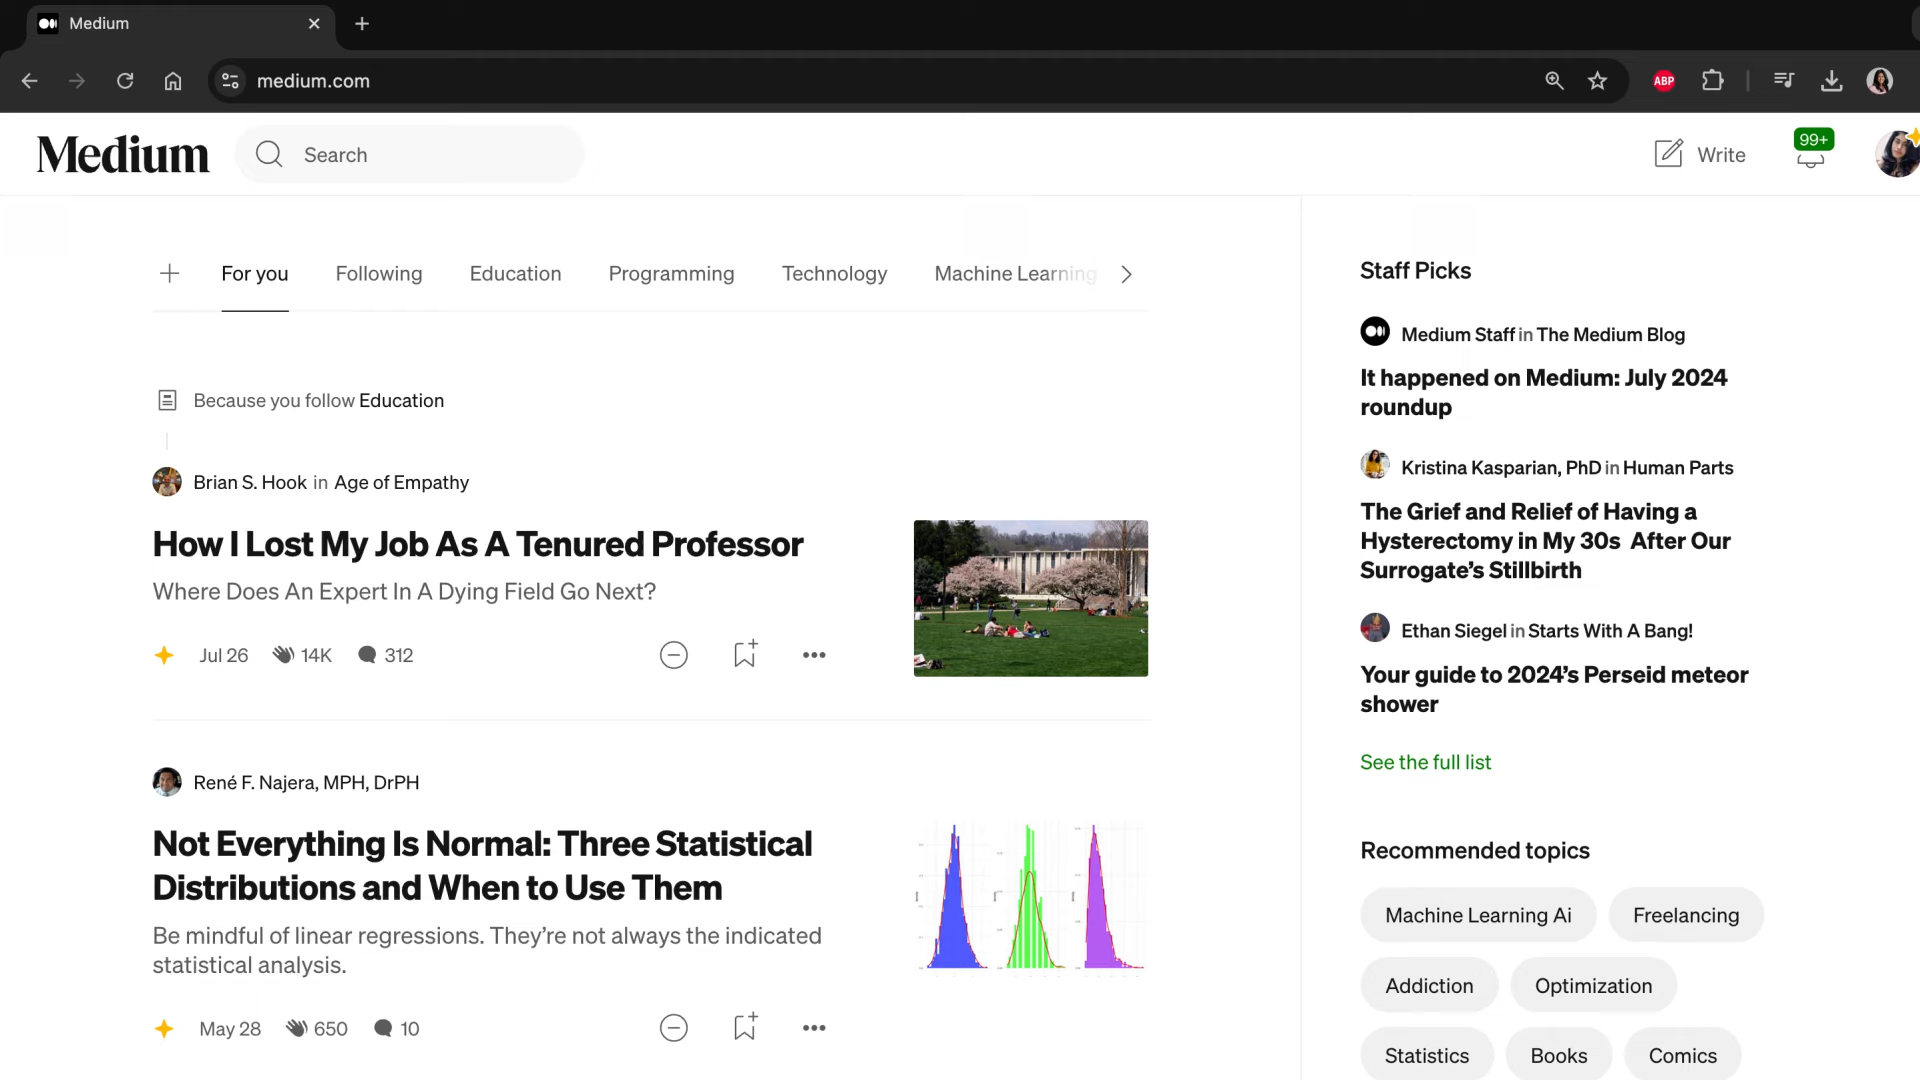 Medium
medium.com
ABP
Medium
Search
Write
99+
For you
Following
Education
Programming
Technology
Machine Learning
Because you follow Education
Brian S. Hook in Age of Empathy
How I Lost My Job As A Tenured Professor
Where Does An Expert In A Dying Field Go Next?
Jul 26
14K
312
René F. Najera, MPH, DrPH
Not Everything Is Normal: Three Statistical
Distributions and When to Use Them
Be mindful of linear regressions. They’re not always the indicated
statistical analysis.
May 28
650
10
Staff Picks
Medium Staff in The Medium Blog
It happened on Medium: July 2024
roundup
Kristina Kasparian, PhD in Human Parts
The Grief and Relief of Having a
Hysterectomy in My 30s After Our
Surrogate’s Stillbirth
Ethan Siegel in Starts With A Bang!
Your guide to 2024’s Perseid meteor
shower
See the full list
Recommended topics
Machine Learning Ai
Freelancing
Addiction
Optimization
Statistics
Books
Comics